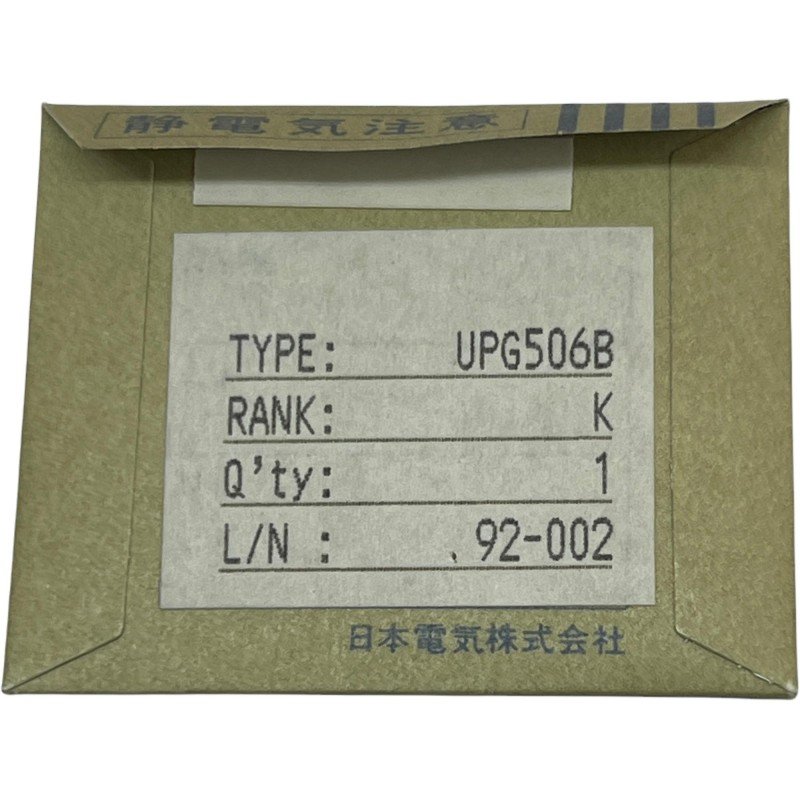 静電気注意
TYPE: UPG506B
RANK: K
Q'ty: 1
L/N : 92-002
日本電気株式会社